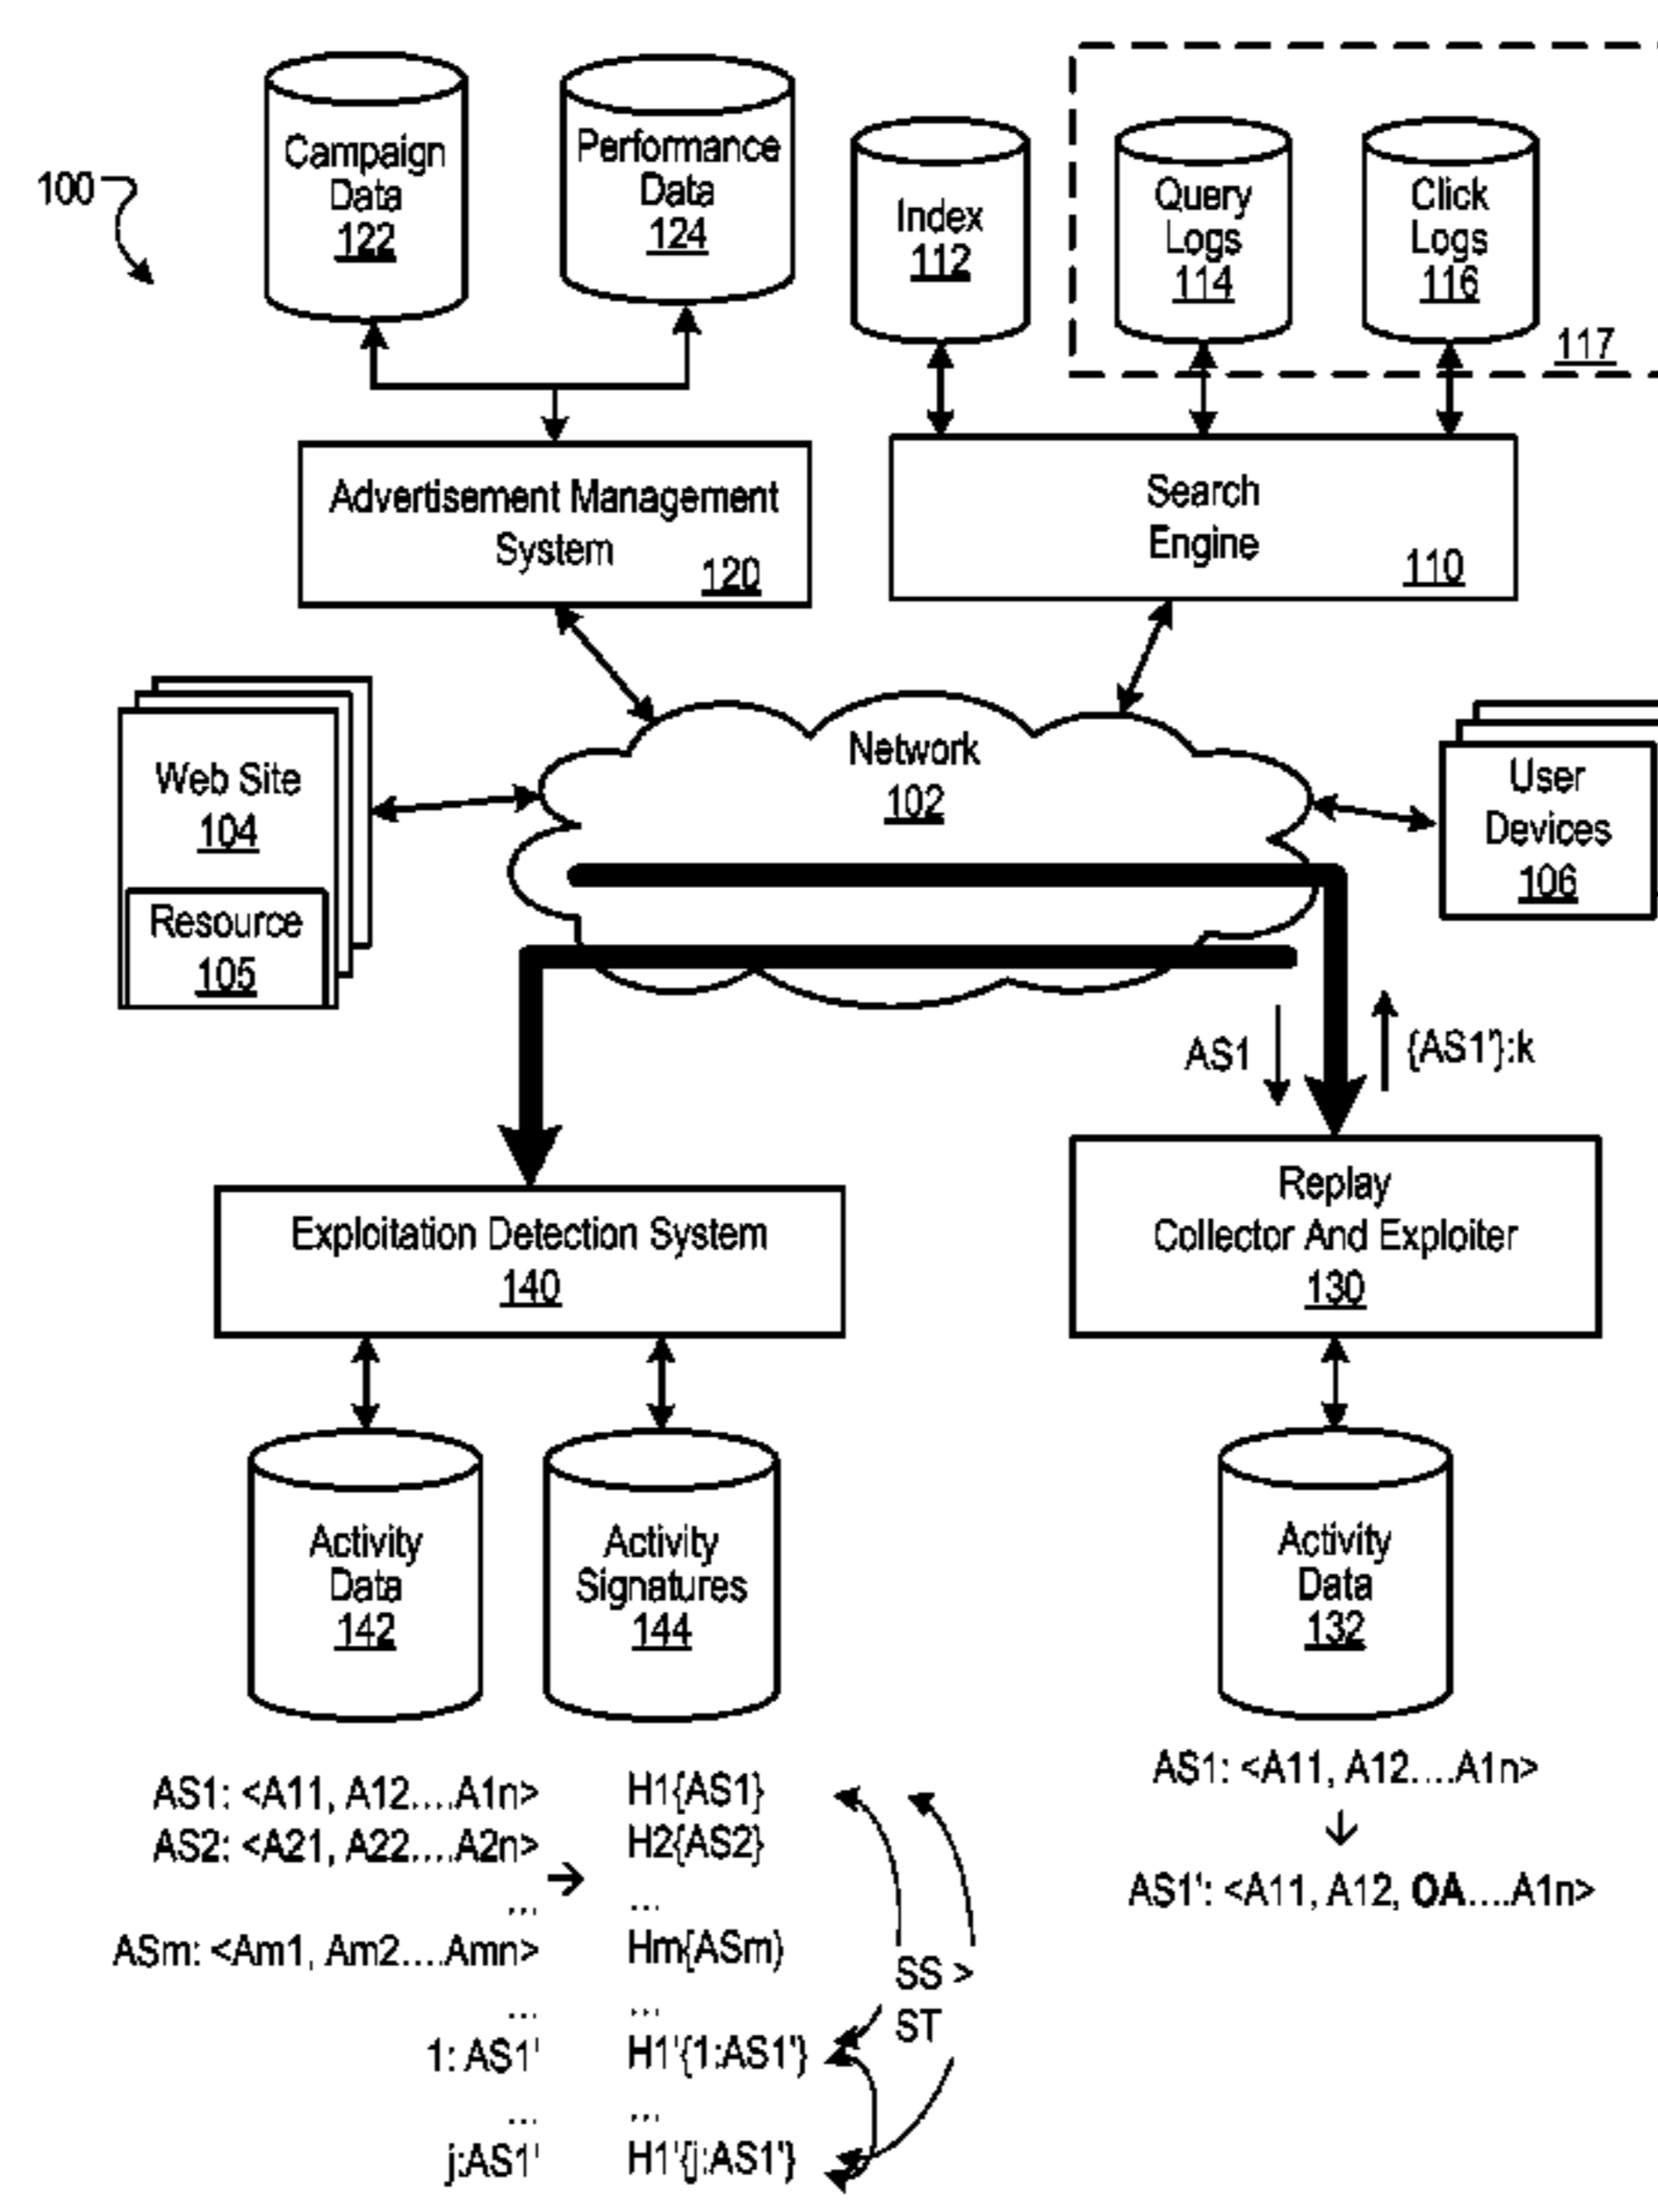 100
Campaign
Data
122
Performance
Data
124
Index
112
Query
Logs
114
Click
Logs
116
117
Advertisement Management
System
120
Search
Engine
110
Web Site
104
Resource
105
Network
102
User
Devices
106
AS1
{AS1'}:k
Exploitation Detection System
140
Replay
Collector And Exploiter
130
Activity
Data
142
Activity
Signatures
144
Activity
Data
132
AS1: <A11, A12....A1n>
H1{AS1}
AS2: <A21, A22....A2n>
H2{AS2}
→
...
...
ASm: <Am1, Am2....Amn>
Hm{ASm)
...
...
1: AS1'
H1'{1:AS1'}
...
...
j:AS1'
H1'{j:AS1'}
SS >
ST
AS1: <A11, A12....A1n>
↓
AS1': <A11, A12, OA....A1n>